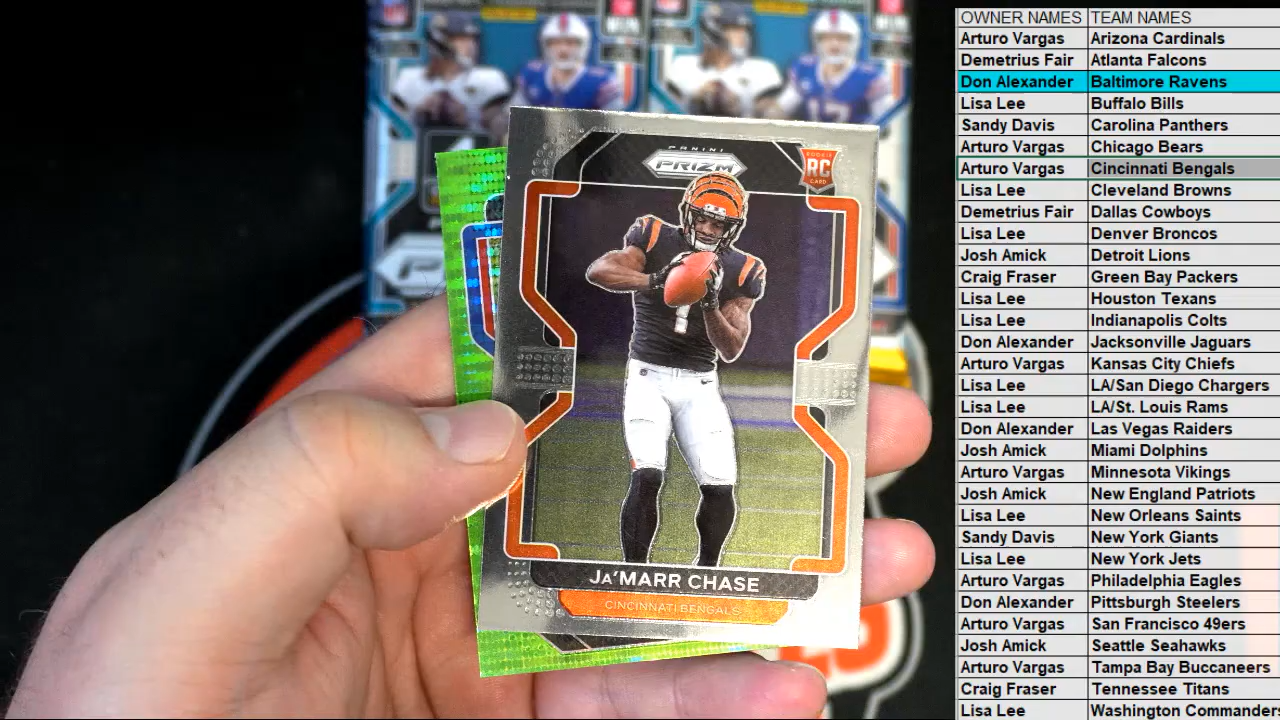 PANINI
PRIZM
ROOKIE
RC
CARD
1
JA'MARR CHASE
CINCINNATI BENGALS
OWNER NAMES TEAM NAMES
Arturo Vargas Arizona Cardinals
Demetrius Fair Atlanta Falcons
Don Alexander Baltimore Ravens
Lisa Lee Buffalo Bills
Sandy Davis Carolina Panthers
Arturo Vargas Chicago Bears
Arturo Vargas Cincinnati Bengals
Lisa Lee Cleveland Browns
Demetrius Fair Dallas Cowboys
Lisa Lee Denver Broncos
Josh Amick Detroit Lions
Craig Fraser Green Bay Packers
Lisa Lee Houston Texans
Lisa Lee Indianapolis Colts
Don Alexander Jacksonville Jaguars
Arturo Vargas Kansas City Chiefs
Lisa Lee LA/San Diego Chargers
Lisa Lee LA/St. Louis Rams
Don Alexander Las Vegas Raiders
Josh Amick Miami Dolphins
Arturo Vargas Minnesota Vikings
Josh Amick New England Patriots
Lisa Lee New Orleans Saints
Sandy Davis New York Giants
Lisa Lee New York Jets
Arturo Vargas Philadelphia Eagles
Don Alexander Pittsburgh Steelers
Arturo Vargas San Francisco 49ers
Josh Amick Seattle Seahawks
Arturo Vargas Tampa Bay Buccaneers
Craig Fraser Tennessee Titans
Lisa Lee Washington Commanders